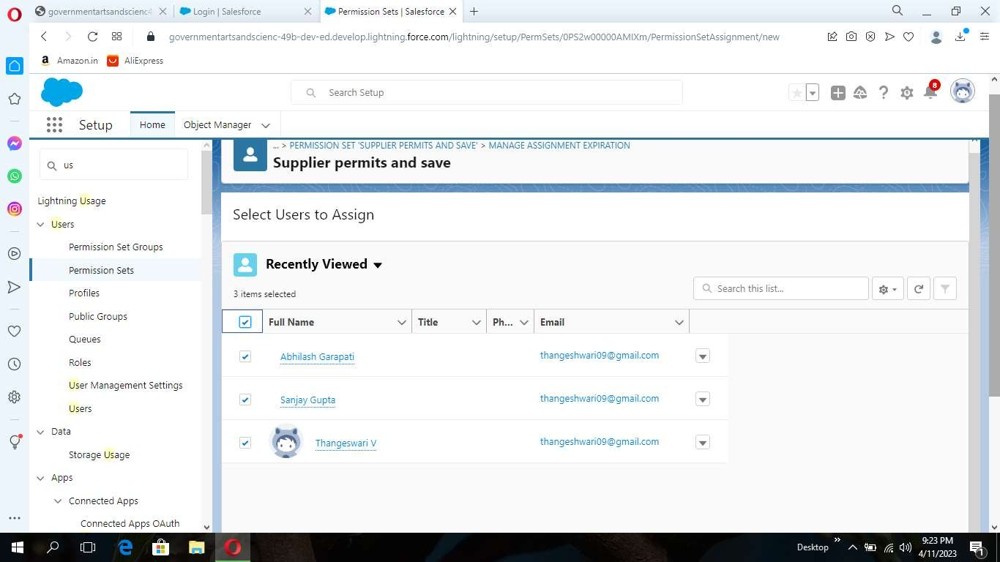 governmentartsandscienc4
Login | Salesforce
Permission Sets | Salesforce
governmentartsandscienc-49b-dev-ed.develop.lightning.force.com/lightning/setup/PermSets/0PS2w00000AMIXm/PermissionSetAssignment/new
a Amazon.in
AliExpress
Search Setup
8
Setup
Home
Object Manager
us
Lightning Usage
Users
Permission Set Groups
Permission Sets
Profiles
Public Groups
Queues
Roles
User Management Settings
Users
Data
Storage Usage
Apps
Connected Apps
Connected Apps OAuth
... > PERMISSION SET 'SUPPLIER PERMITS AND SAVE' > MANAGE ASSIGNMENT EXPIRATION
Supplier permits and save
Select Users to Assign
Recently Viewed
3 items selected
Search this list...
Full Name Title Ph... Email
Abhilash Garapati thangeshwari09@gmail.com
Sanjay Gupta thangeshwari09@gmail.com
Thangeswari V thangeshwari09@gmail.com
Desktop
9:23 PM
4/11/2023
1